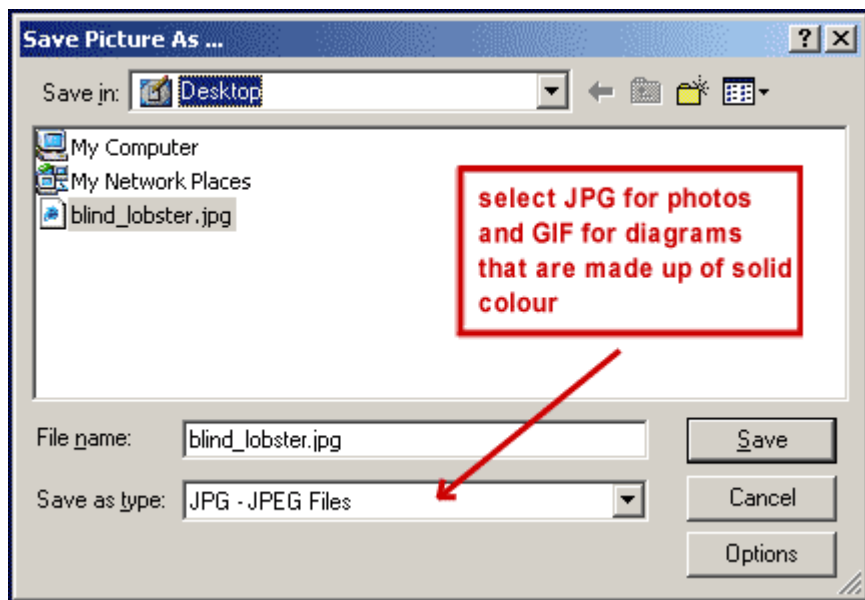 Save Picture As ...
Save in: Desktop
My Computer
My Network Places
blind_lobster.jpg
select JPG for photos
and GIF for diagrams
that are made up of solid
colour
File name: blind_lobster.jpg
Save
Save as type: JPG - JPEG Files
Cancel
Options